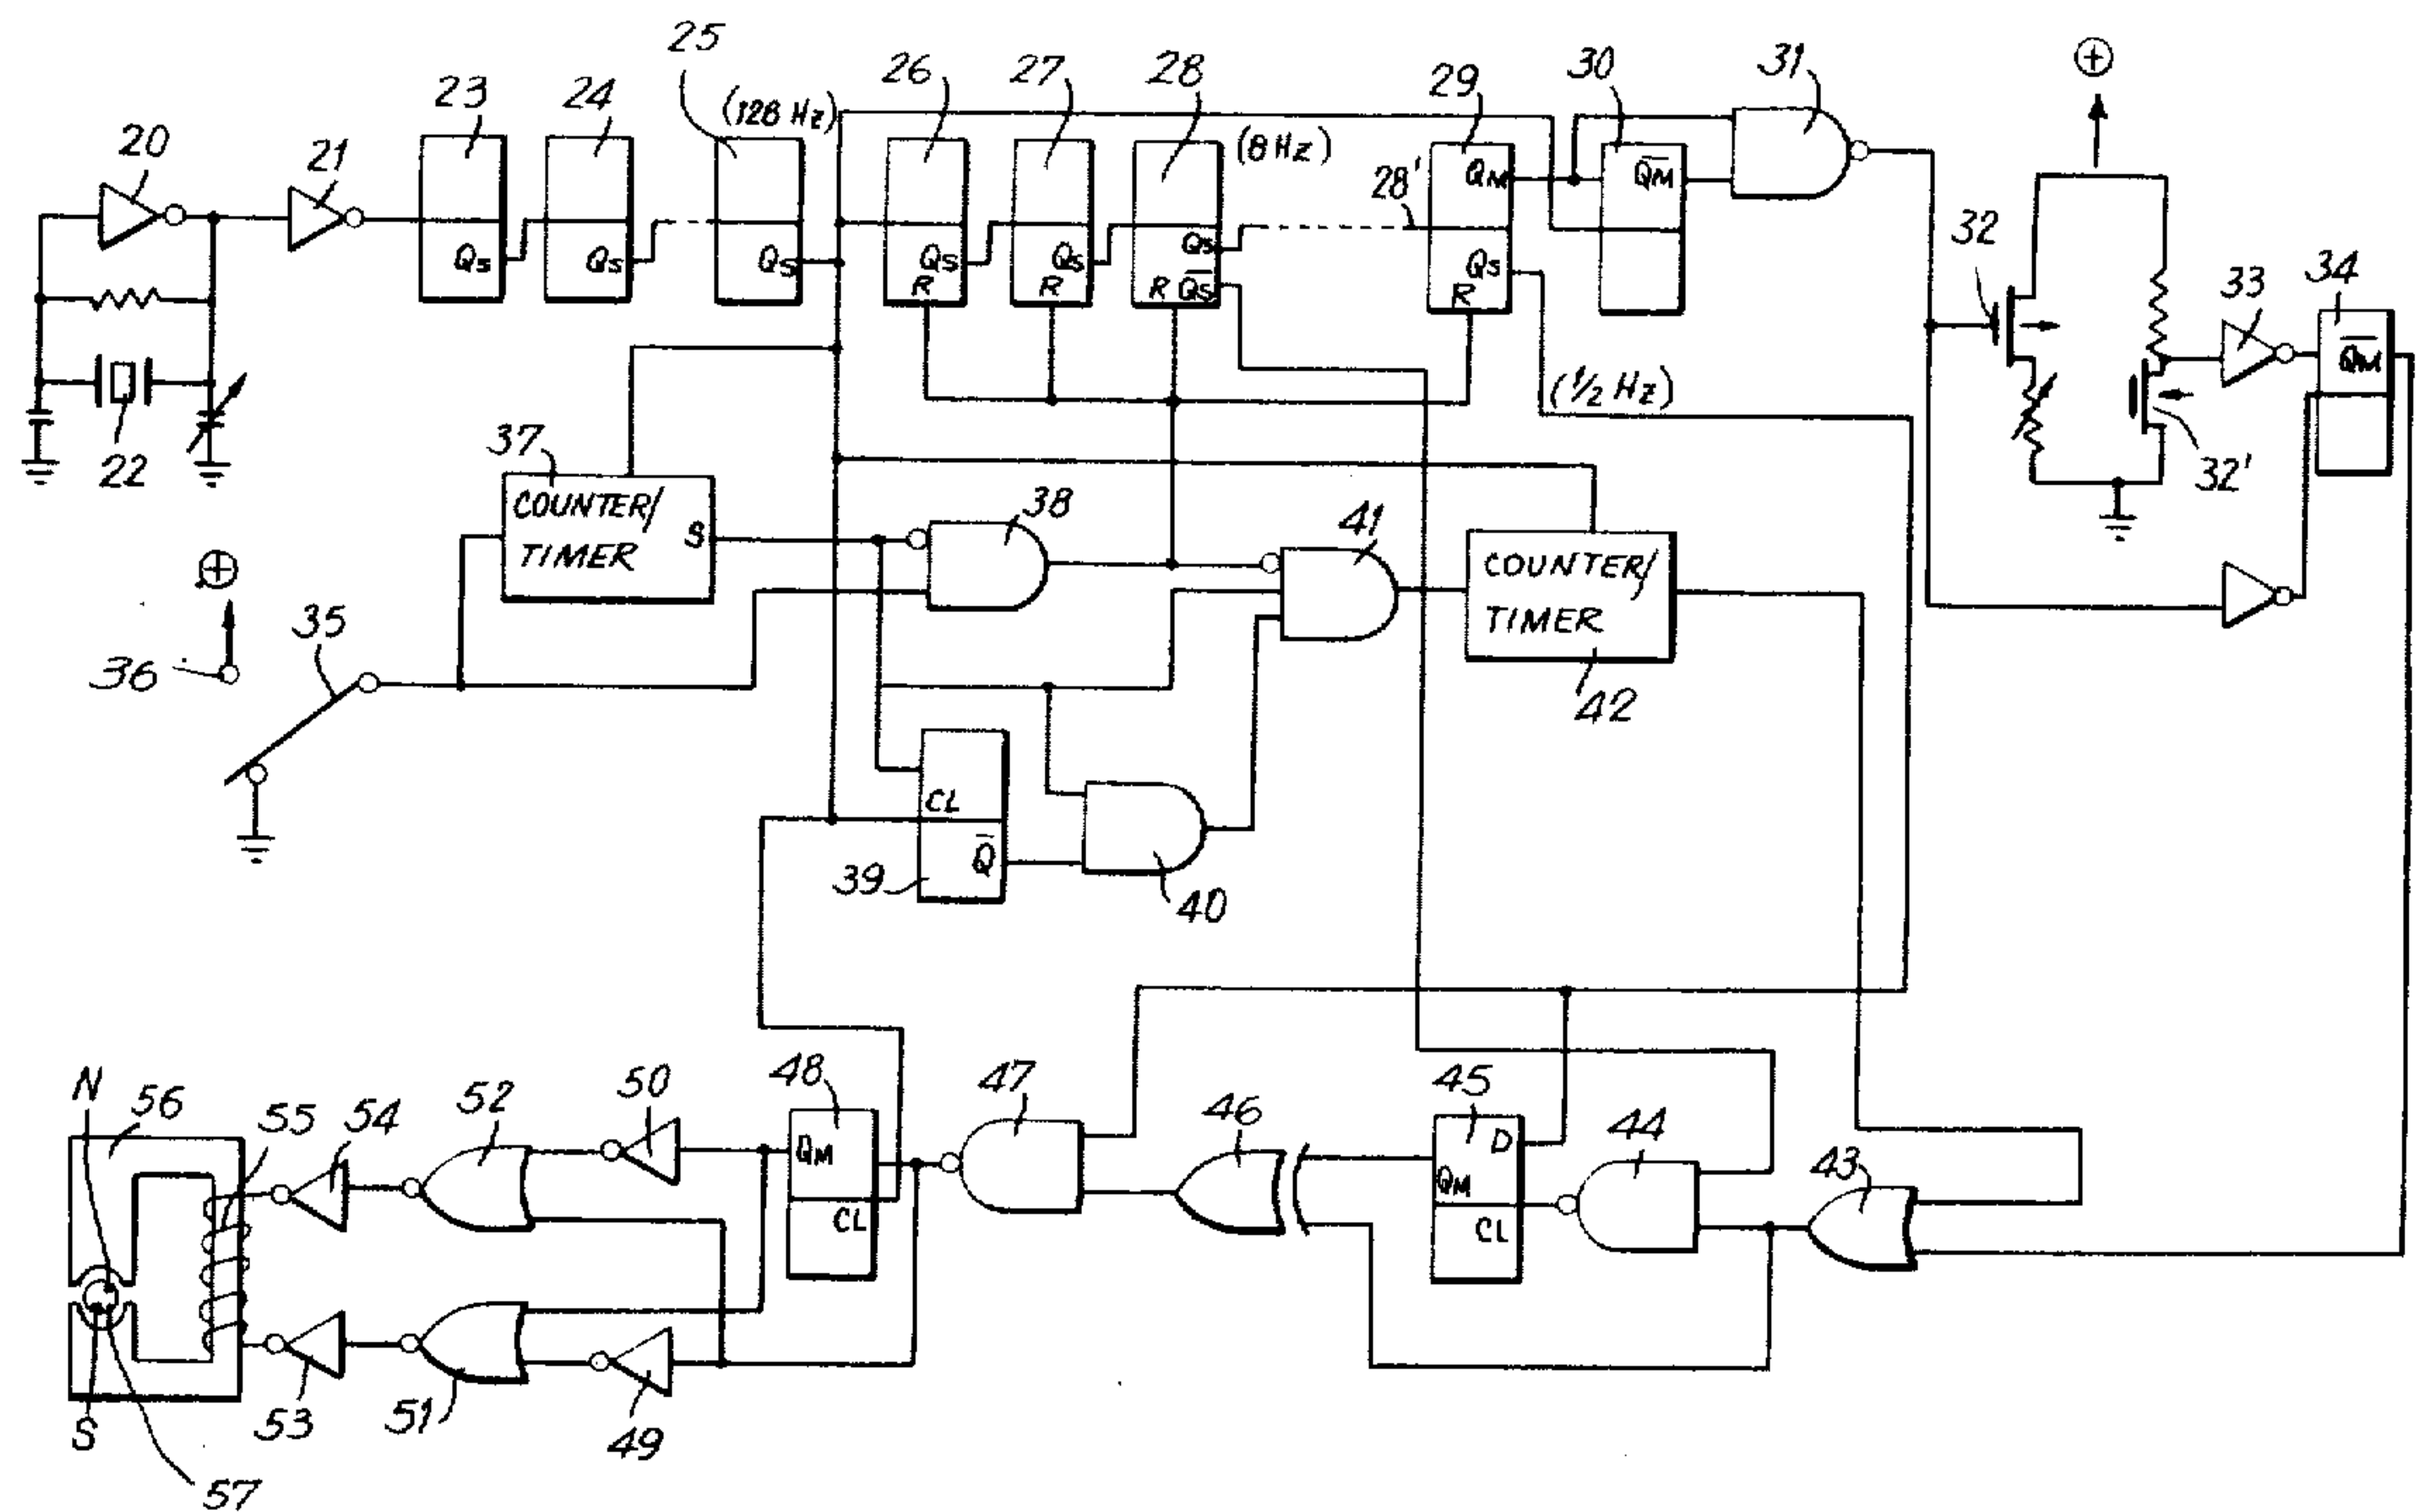 25
23
24
(128 Hz)
26
27
28
(8 Hz)
29
30
31
+
20
21
QM
Q̅M̅
28'
32
33
34
Qs
Qs
Qs
Qs
Qs
Qs
Q̅s̅
Qs
R
R
R
R
Q̅M̅
(1/2 Hz)
22
32'
37
COUNTER/
TIMER
S
38
41
COUNTER/
TIMER
42
+
35
36
CL
Q̅
39
40
N
56
55
54
52
50
48
47
46
45
44
43
QM
CL
D
QM
CL
S
57
53
51
49